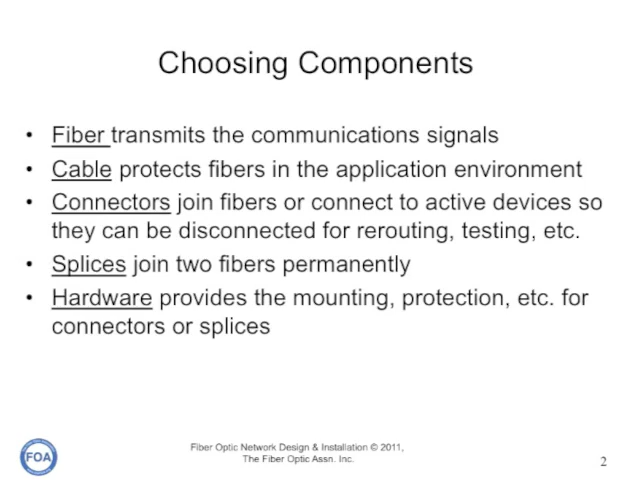 Choosing Components
• Fiber transmits the communications signals
• Cable protects fibers in the application environment
• Connectors join fibers or connect to active devices so
they can be disconnected for rerouting, testing, etc.
• Splices join two fibers permanently
• Hardware provides the mounting, protection, etc. for
connectors or splices
FOA
Fiber Optic Network Design & Installation © 2011,
The Fiber Optic Assn. Inc.
2